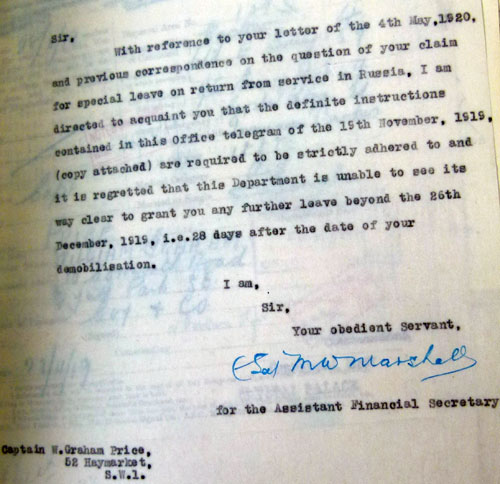 Sir,
With reference to your letter of the 4th May,1920,
and previous correspondence on the question of your claim
for special leave on return from service in Russia, I am
directed to acquaint you that the definite instructions
contained in this Office telegram of the 19th November, 1919,
(copy attached) are required to be strictly adhered to and
it is regretted that this Department is unable to see its
way clear to grant you any further leave beyond the 26th
December, 1919, i.e.28 days after the date of your
demobilisation.
I am,
Sir,
Your obedient Servant,
(Sd) M W Marshall
for the Assistant Financial Secretary
Captain W.Graham Price,
52 Haymarket,
S.W.1.